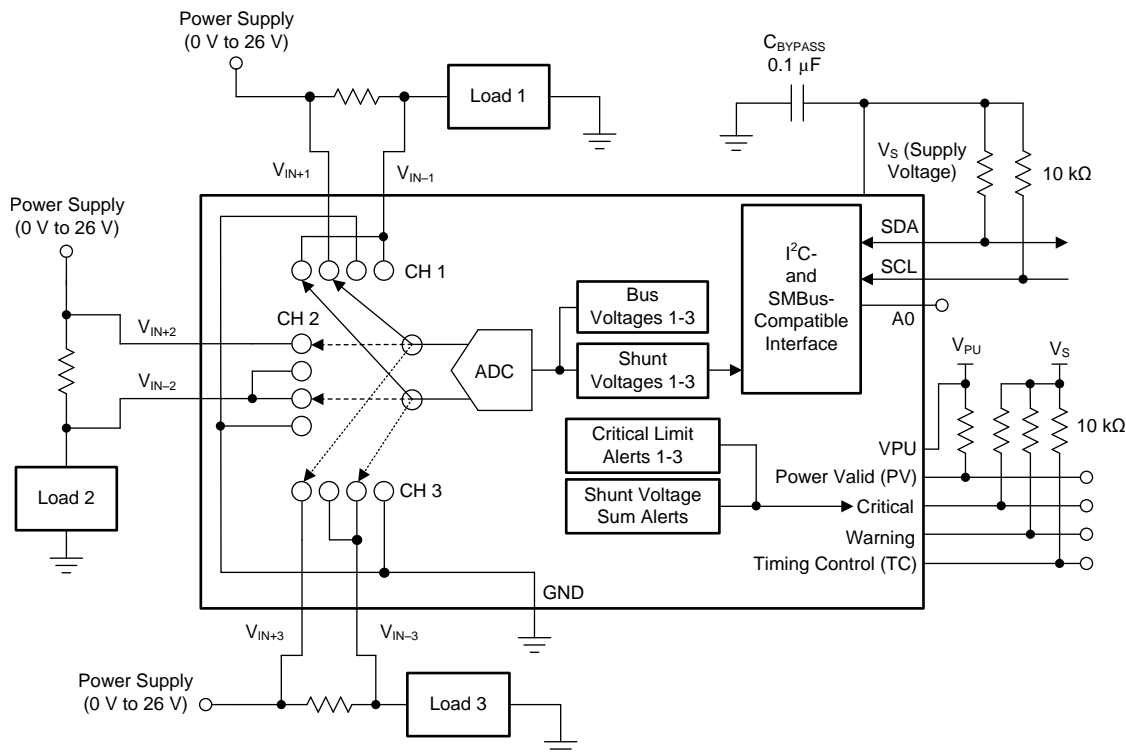 Power Supply
(0 V to 26 V)
Load 1
CBYPASS
0.1 μF
VIN+1
VIN–1
VS (Supply
Voltage)
10 kΩ
Power Supply
(0 V to 26 V)
CH 1
I2C-
and
SMBus-
Compatible
Interface
SDA
SCL
A0
VIN+2
CH 2
Bus
Voltages 1-3
ADC
Shunt
Voltages 1-3
VIN–2
VPU
VS
10 kΩ
Load 2
CH 3
Critical Limit
Alerts 1-3
Shunt Voltage
Sum Alerts
VPU
Power Valid (PV)
Critical
Warning
Timing Control (TC)
GND
VIN+3
VIN–3
Power Supply
(0 V to 26 V)
Load 3